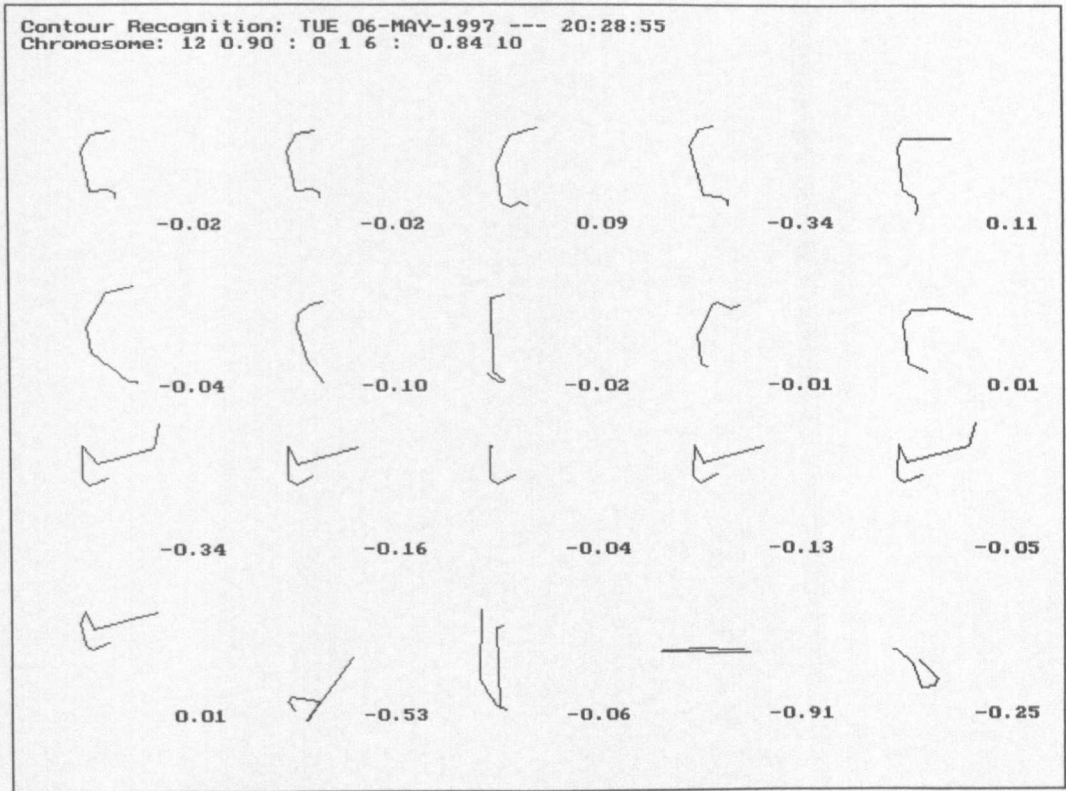 Contour Recognition: TUE 06-MAY-1997 --- 20:28:55
Chromosome: 12 0.90 : 0 1 6 : 0.84 10
-0.02 -0.02 0.09 -0.34 0.11
-0.04 -0.10 -0.02 -0.01 0.01
-0.34 -0.16 -0.04 -0.13 -0.05
0.01 -0.53 -0.06 -0.91 -0.25